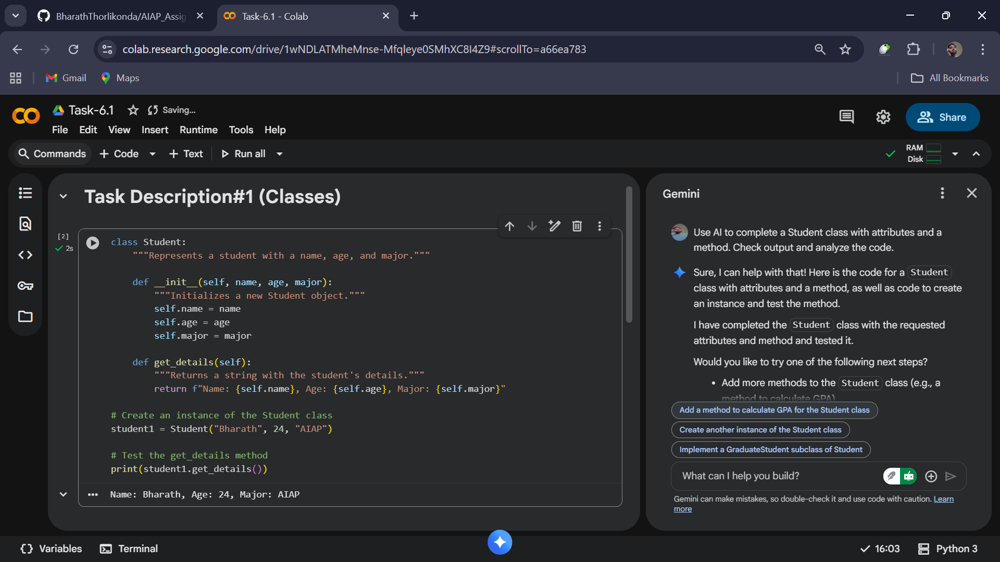 BharathThorlikonda/AIAP_Assig
Task-6.1 - Colab
colab.research.google.com/drive/1wNDLATMheMnse-Mfqleye0SMhXC8I4Z9#scrollTo=a66ea783
Gmail
Maps
All Bookmarks
Task-6.1
Saving...
File Edit View Insert Runtime Tools Help
Share
Commands
+ Code
+ Text
Run all
RAM
Disk
Task Description#1 (Classes)
[2]
2s
class Student:
"""Represents a student with a name, age, and major."""
def __init__(self, name, age, major):
"""Initializes a new Student object."""
self.name = name
self.age = age
self.major = major
def get_details(self):
"""Returns a string with the student's details."""
return f"Name: {self.name}, Age: {self.age}, Major: {self.major}"
# Create an instance of the Student class
student1 = Student("Bharath", 24, "AIAP")
# Test the get_details method
print(student1.get_details())
Name: Bharath, Age: 24, Major: AIAP
Gemini
Use AI to complete a Student class with attributes and a
method. Check output and analyze the code.
Sure, I can help with that! Here is the code for a Student
class with attributes and a method, as well as code to create
an instance and test the method.
I have completed the Student class with the requested
attributes and method and tested it.
Would you like to try one of the following next steps?
• Add more methods to the Student class (e.g., a
method to calculate GPA)
Add a method to calculate GPA for the Student class
Create another instance of the Student class
Implement a GraduateStudent subclass of Student
What can I help you build?
Gemini can make mistakes, so double-check it and use code with caution. Learn
more
{} Variables
Terminal
16:03
Python 3